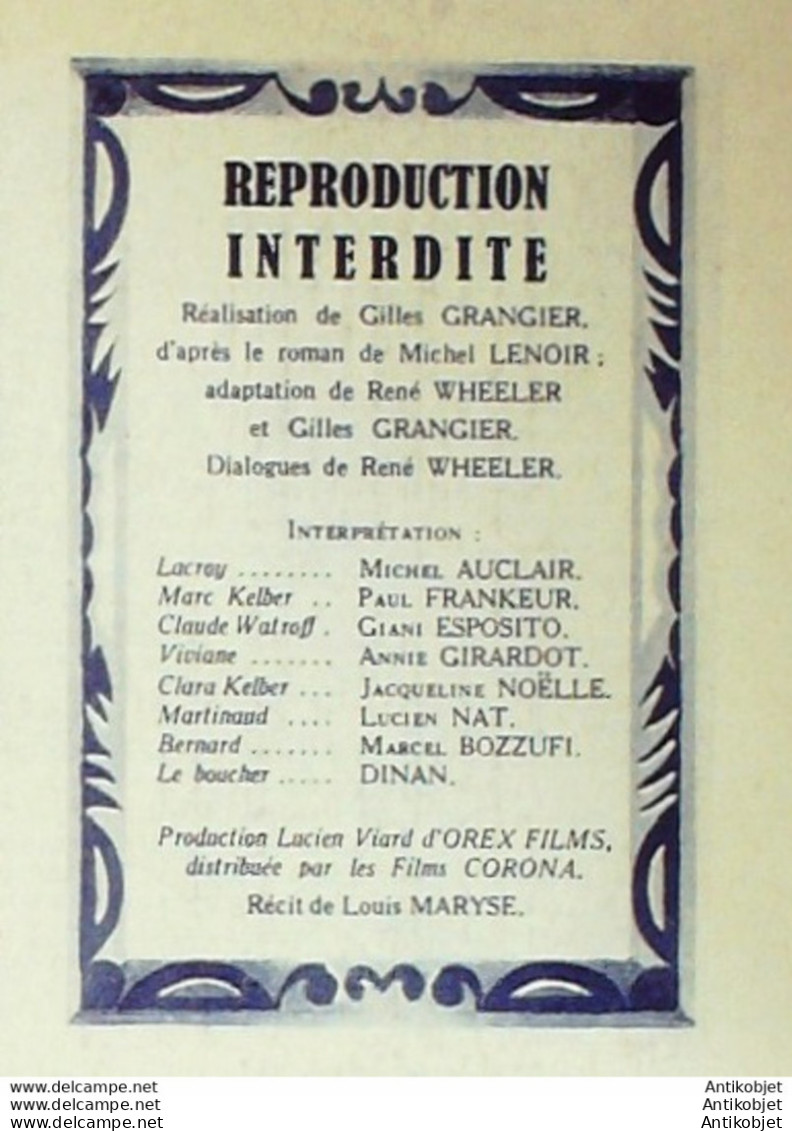 REPRODUCTION
INTERDITE
Réalisation de Gilles GRANGIER,
d'après le roman de Michel LENOIR ;
adaptation de René WHEELER
et Gilles GRANGIER.
Dialogues de René WHEELER.
INTERPRÉTATION :
Lacroy ........ MICHEL AUCLAIR.
Marc Kelber .. PAUL FRANKEUR.
Claude Watroff . GIANI ESPOSITO.
Viviane ....... ANNIE GIRARDOT.
Clara Kelber ... JACQUELINE NOËLLE.
Martinaud .... LUCIEN NAT.
Bernard ....... MARCEL BOZZUFI.
Le boucher ..... DINAN.
Production Lucien Viard d'OREX FILMS,
distribuée par les Films CORONA.
Récit de Louis MARYSE.
www.delcampe.net Antikobjet
www.delcampe.net Antikobjet
www.delcampe.net Antikobjet